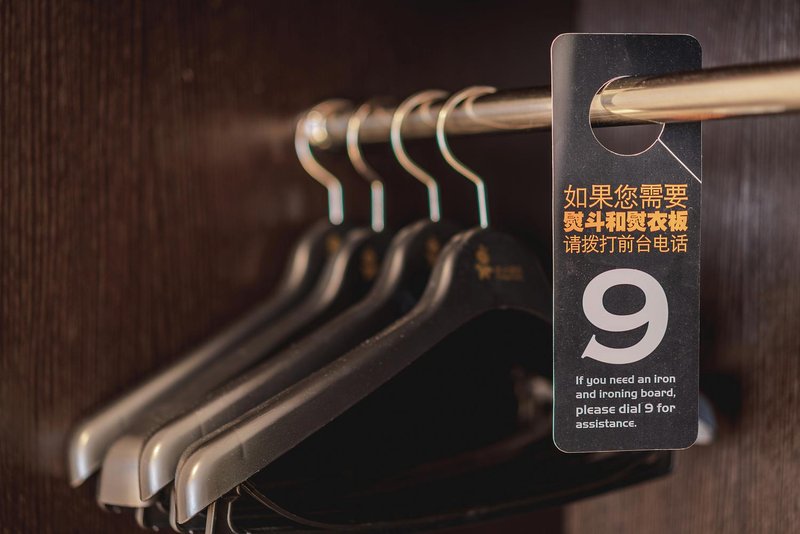 如果您需要
熨斗和熨衣板
请拨打前台电话
9
If you need an iron
and ironing board,
please dial 9 for
assistance.